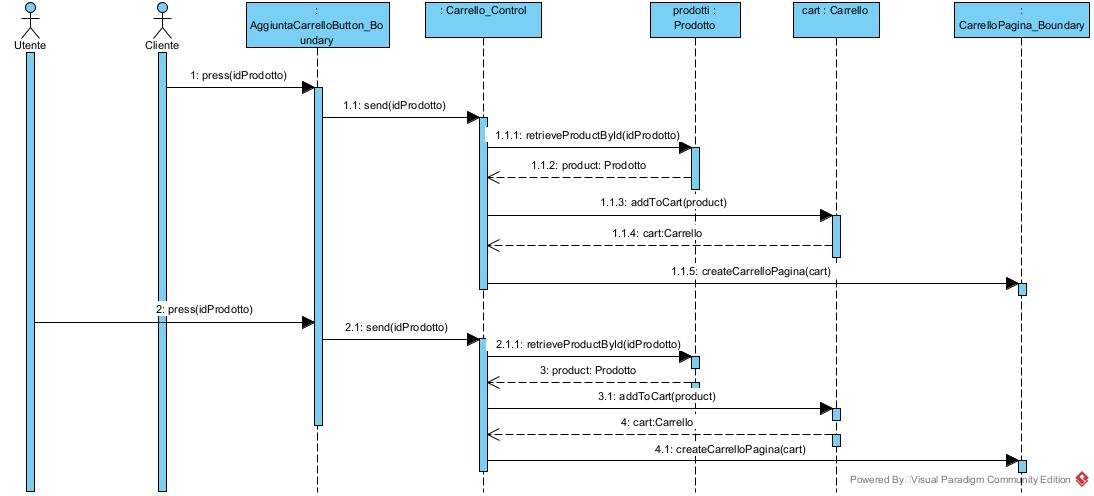 :
AggiuntaCarrelloButton_Bo
undary
: Carrello_Control
prodotti :
Prodotto
cart : Carrello
:
CarrelloPagina_Boundary
Utente
Cliente
1: press(idProdotto)
1.1: send(idProdotto)
1.1.1: retrieveProductById(idProdotto)
1.1.2: product: Prodotto
1.1.3: addToCart(product)
1.1.4: cart:Carrello
1.1.5: createCarrelloPagina(cart)
2: press(idProdotto)
2.1: send(idProdotto)
2.1.1: retrieveProductById(idProdotto)
3: product: Prodotto
3.1: addToCart(product)
4: cart:Carrello
4.1: createCarrelloPagina(cart)
Powered By Visual Paradigm Community Edition